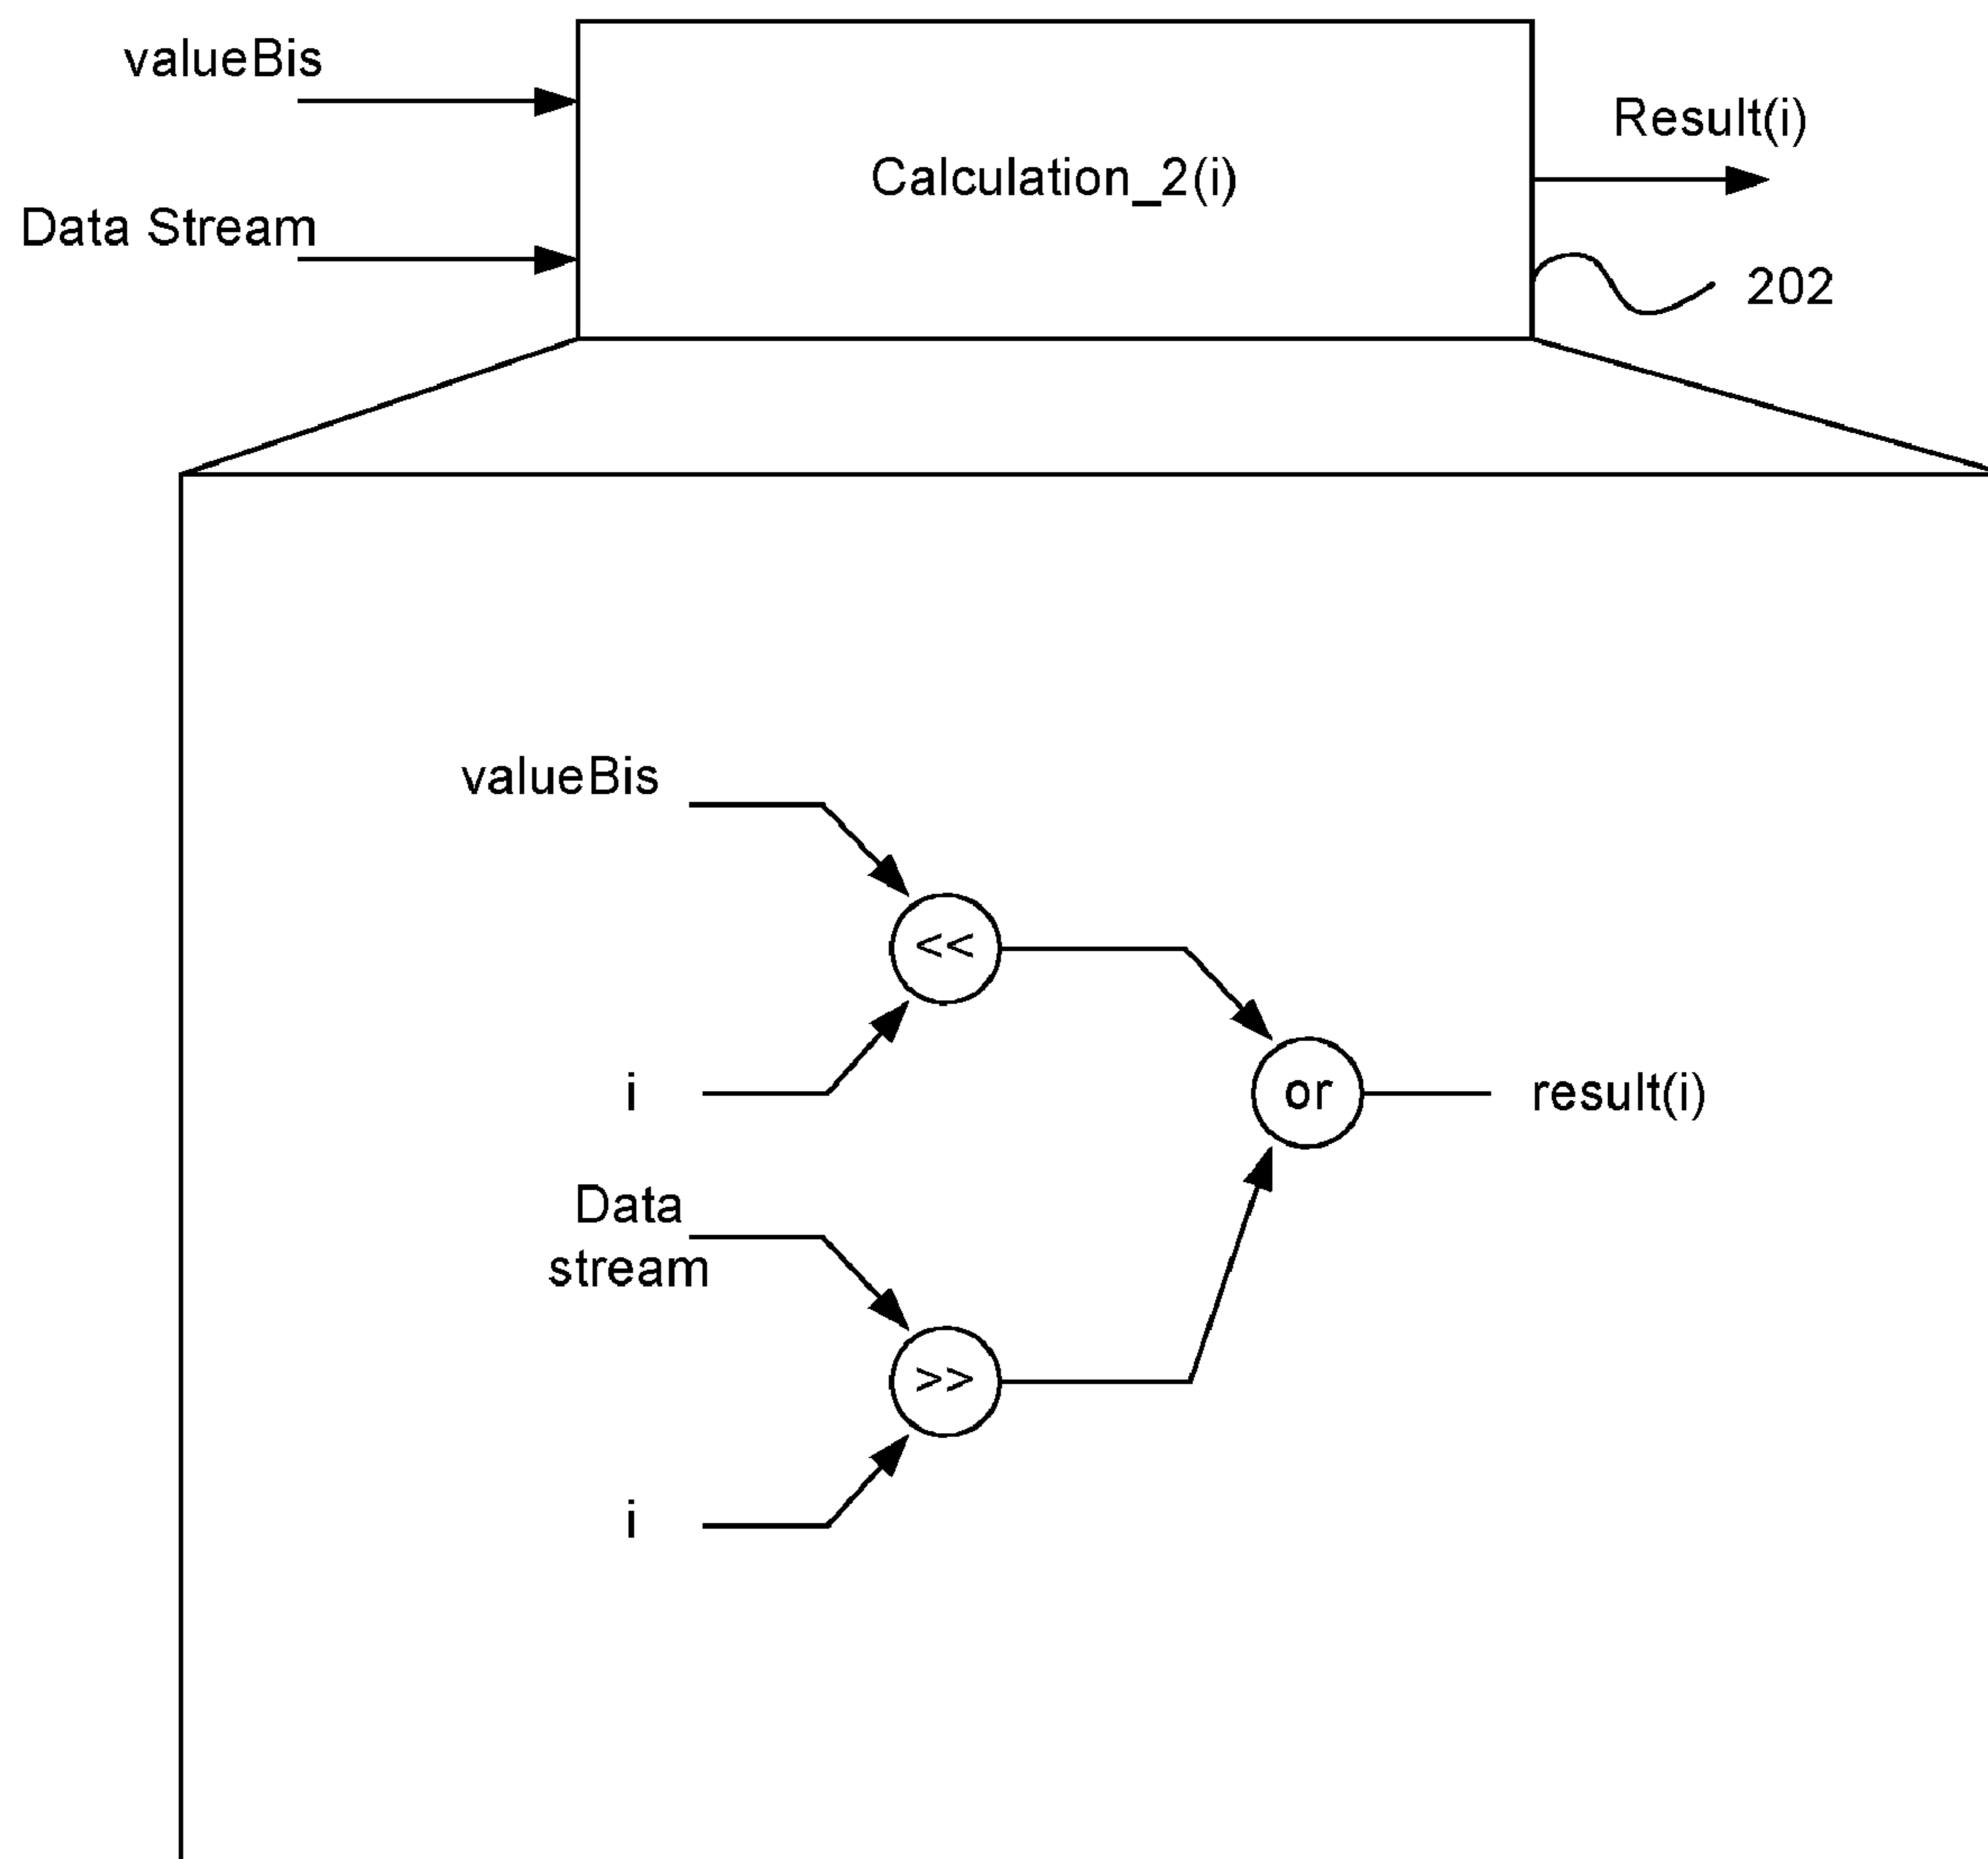 valueBis
Data Stream
Calculation_2(i)
Result(i)
202
valueBis
<<
i
or
result(i)
Data
stream
>>
i